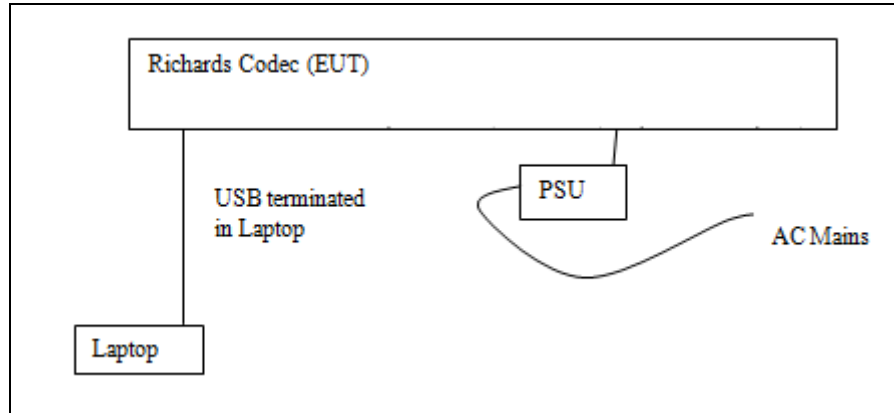 Richards Codec (EUT)
USB terminated
in Laptop
PSU
AC Mains
Laptop